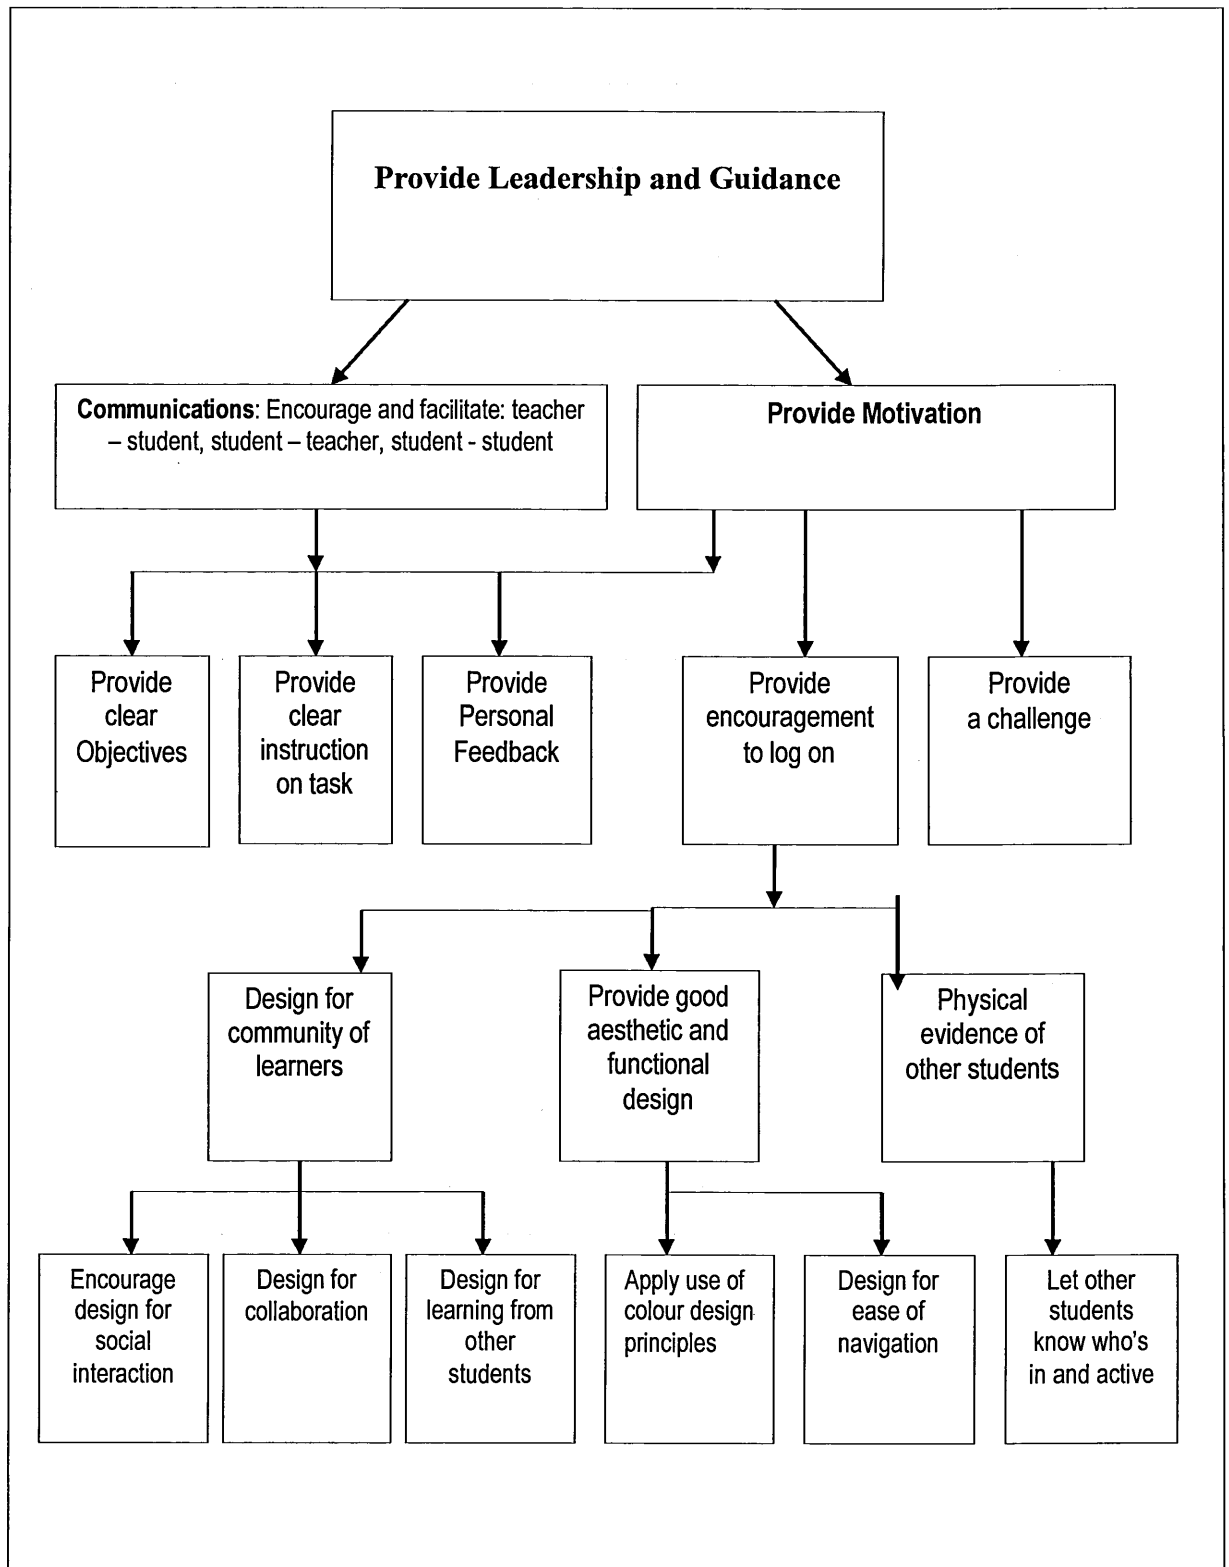 Provide Leadership and Guidance
Communications: Encourage and facilitate: teacher
– student, student – teacher, student - student
Provide Motivation
Provide
clear
Objectives
Provide
clear
instruction
on task
Provide
Personal
Feedback
Provide
encouragement
to log on
Provide
a challenge
Design for
community of
learners
Provide good
aesthetic and
functional
design
Physical
evidence of
other students
Encourage
design for
social
interaction
Design for
collaboration
Design for
learning from
other
students
Apply use of
colour design
principles
Design for
ease of
navigation
Let other
students
know who's
in and active